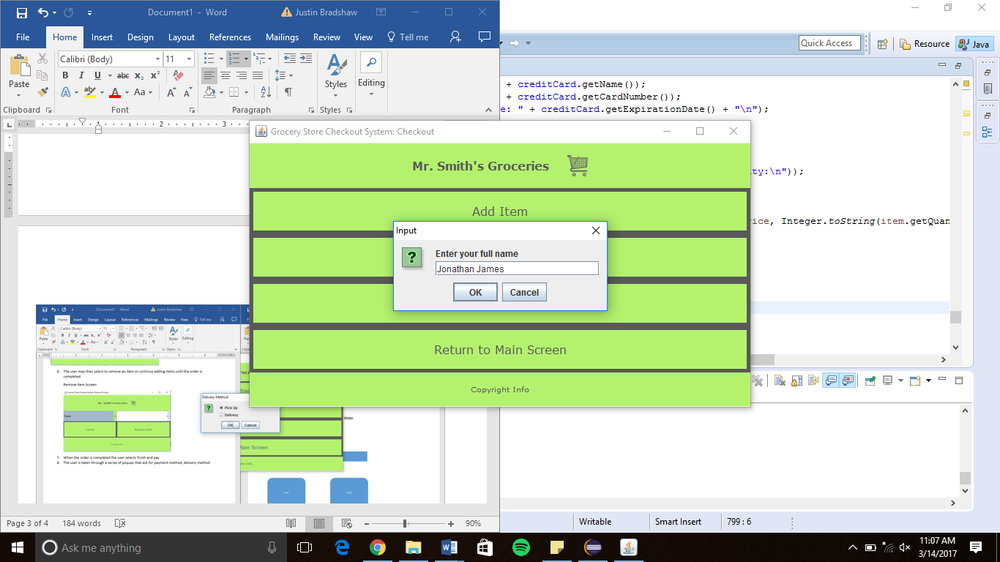 Document1 - Word
Justin Bradshaw
File Home Insert Design Layout References Mailings Review View Tell me
Calibri (Body) 11
Paste
B I U abc x2 x2
A ab A Aa A A
Styles
Editing
Clipboard Font Paragraph Styles
L 1 2 3
Quick Access
Resource
Java
+ creditCard.getName());
+ creditCard.getCardNumber());
e: " + creditCard.getExpirationDate() + "\n");
ty:\n"));
ice, Integer.toString(item.getQuan
Grocery Store Checkout System: Checkout
Mr. Smith's Groceries
Add Item
Input
Enter your full name
Jonathan James
OK Cancel
Return to Main Screen
Copyright Info
Document1 - Word Justin Bradshaw
File Home Insert Design Layout References Mailings Review View Tell me
Calibri (Body) 11
Paste
Styles Editing
Clipboard Font Paragraph Styles
6. The user may then select to remove an item or continue adding items until the order is
completed
Remove Item Screen:
Mr. Smith's Groceries
Cancel Remove Item
Delivery Method
Pick Up
Delivery
OK Cancel
Main Screen
7. When the order is completed the user selects finish and pay
8. The user is taken through a series of popups that ask for payment method, delivery method
Page 3 of 4 184 words 90%
Writable Smart Insert 799 : 6
Ask me anything
11:07 AM
3/14/2017